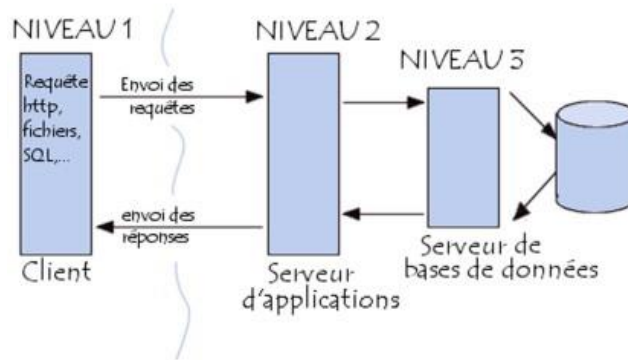 NIVEAU 1
NIVEAU 2
NIVEAU 3
Requête
http,
fichiers,
SQL,...
Envoi des
requêtes
envoi des
réponses
Client
Serveur
d'applications
Serveur de
bases de données